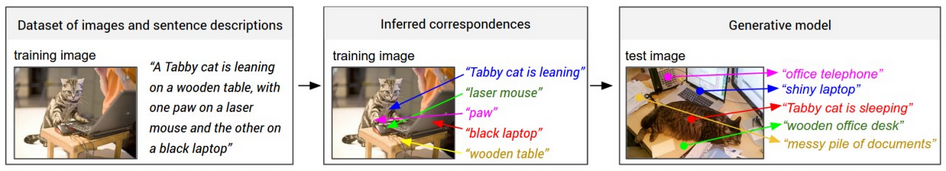 Dataset of images and sentence descriptions
training image
“A Tabby cat is leaning
on a wooden table, with
one paw on a laser
mouse and the other on
a black laptop”
Inferred correspondences
training image
“Tabby cat is leaning”
“laser mouse”
“paw”
“black laptop”
“wooden table”
Generative model
test image
“office telephone”
“shiny laptop”
“Tabby cat is sleeping”
“wooden office desk”
“messy pile of documents”